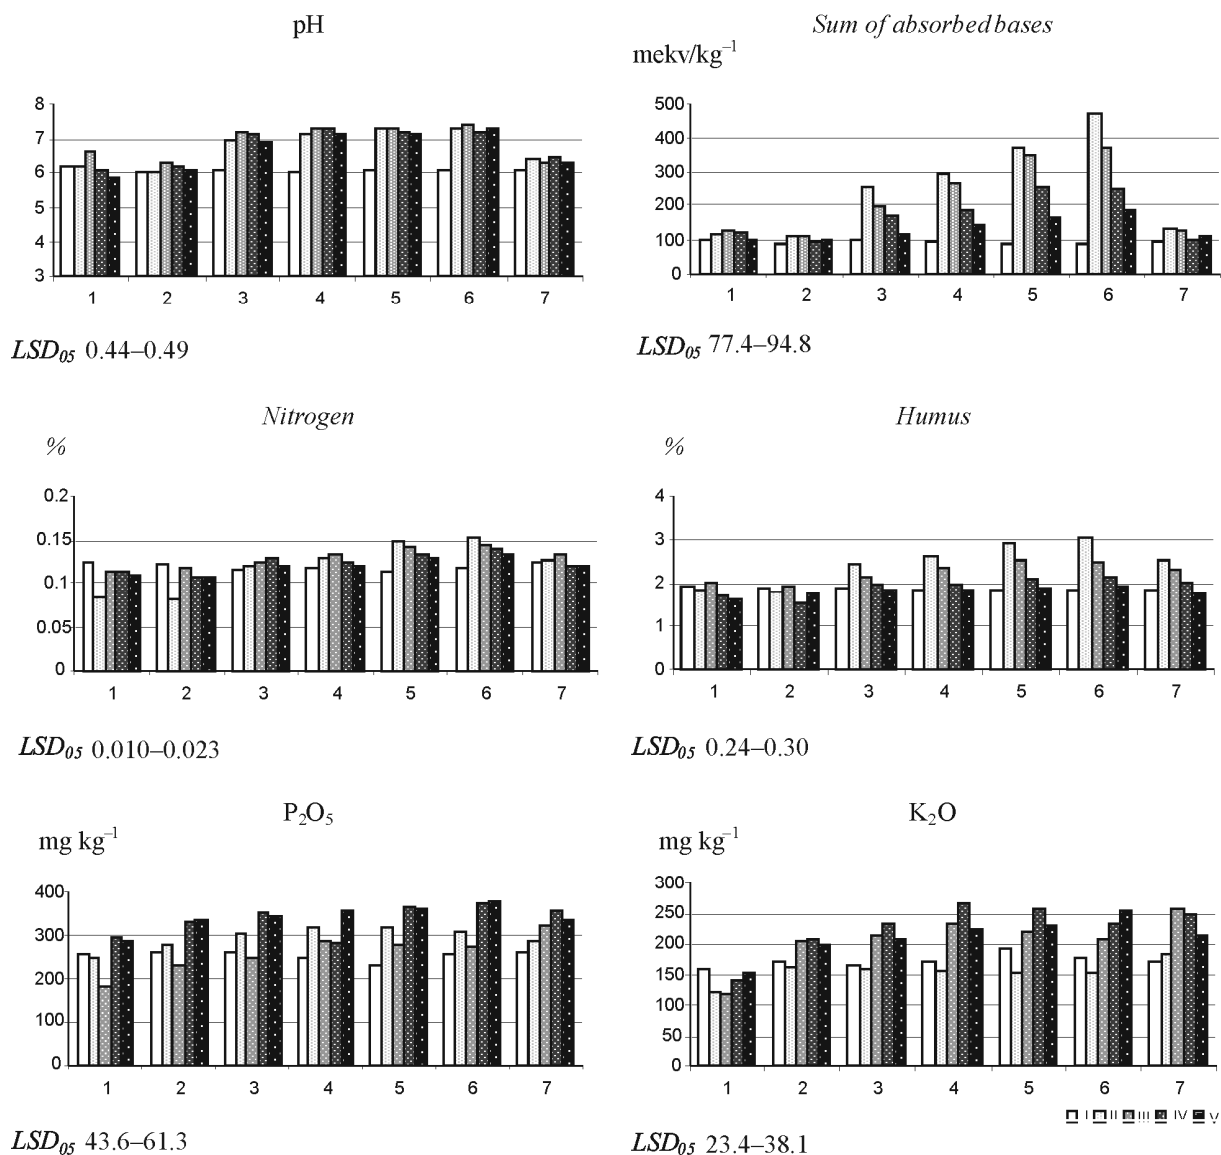 pH
8
7
6
5
4
3
1 2 3 4 5 6 7
LSD05 0.44–0.49
Sum of absorbed bases
mekv/kg–1
500
400
300
200
100
0
1 2 3 4 5 6 7
LSD05 77.4–94.8
Nitrogen
%
0.2
0.15
0.1
0.05
0
1 2 3 4 5 6 7
LSD05 0.010–0.023
Humus
%
4
3
2
1
0
1 2 3 4 5 6 7
LSD05 0.24–0.30
P2O5
mg kg–1
400
300
200
100
0
1 2 3 4 5 6 7
LSD05 43.6–61.3
K2O
mg kg–1
300
250
200
150
100
50
0
1 2 3 4 5 6 7
I II III IV V
LSD05 23.4–38.1